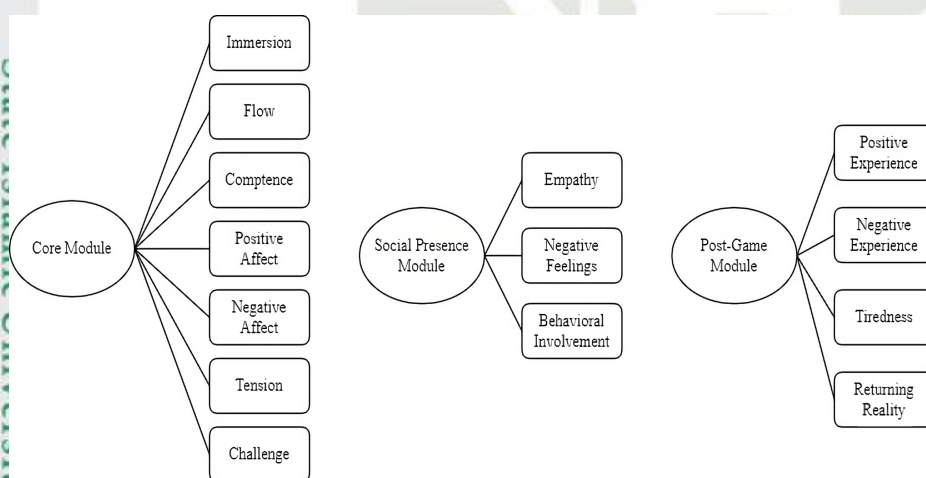 Core Module
Immersion
Flow
Comptence
Positive
Affect
Negative
Affect
Tension
Challenge
Social Presence
Module
Empathy
Negative
Feelings
Behavioral
Involvement
Post-Game
Module
Positive
Experience
Negative
Experience
Tiredness
Returning
Reality